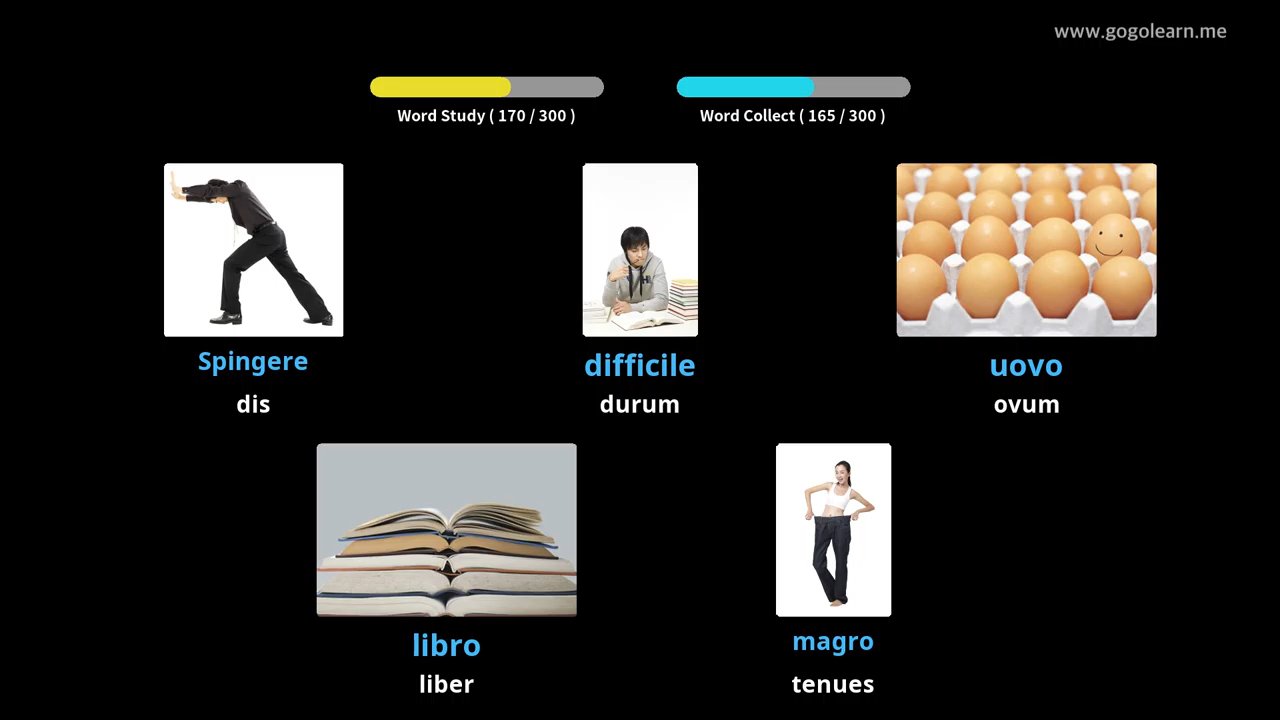 www.gogolearn.me
Word Study ( 170 / 300 )
Word Collect ( 165 / 300 )
Spingere
dis
difficile
durum
uovo
ovum
libro
liber
magro
tenues